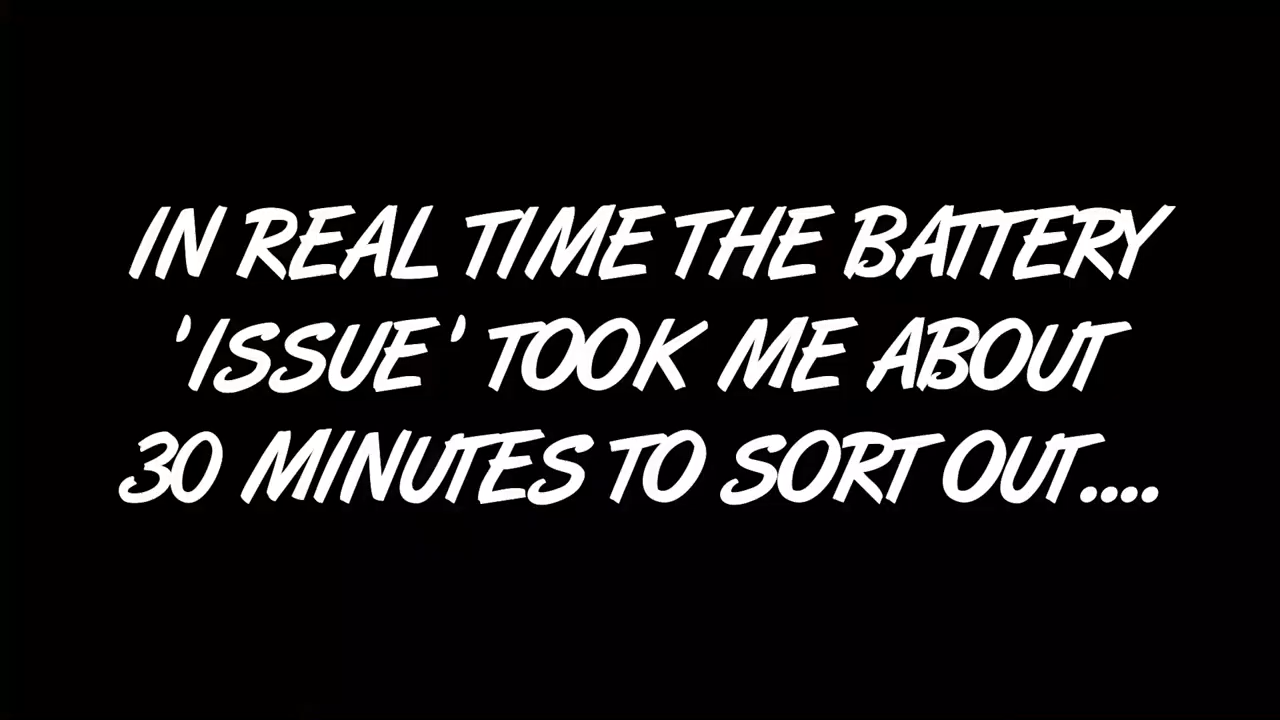 IN REAL TIME THE BATTERY
'ISSUE' TOOK ME ABOUT
30 MINUTES TO SORT OUT....